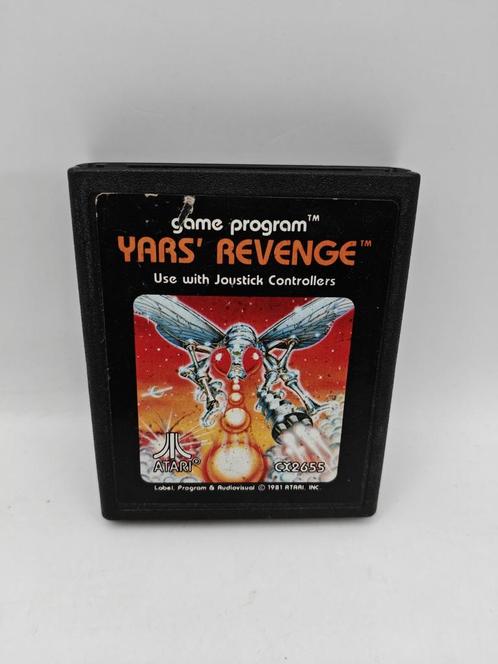 game program™
YARS' REVENGE™
Use with Joystick Controllers
ATARI®
CX2655
Label, Program & Audiovisual © 1981 ATARI, INC.